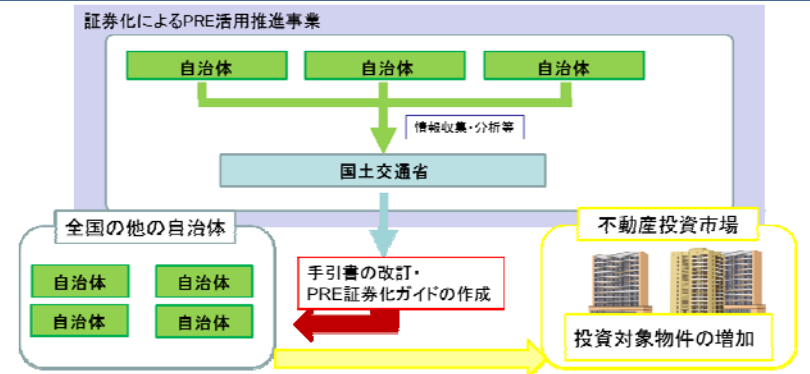 証券化によるPRE活用推進事業
自治体
自治体
自治体
情報収集・分析等
国土交通省
全国の他の自治体
自治体
自治体
自治体
自治体
手引書の改訂・
PRE証券化ガイドの作成
不動産投資市場
投資対象物件の増加